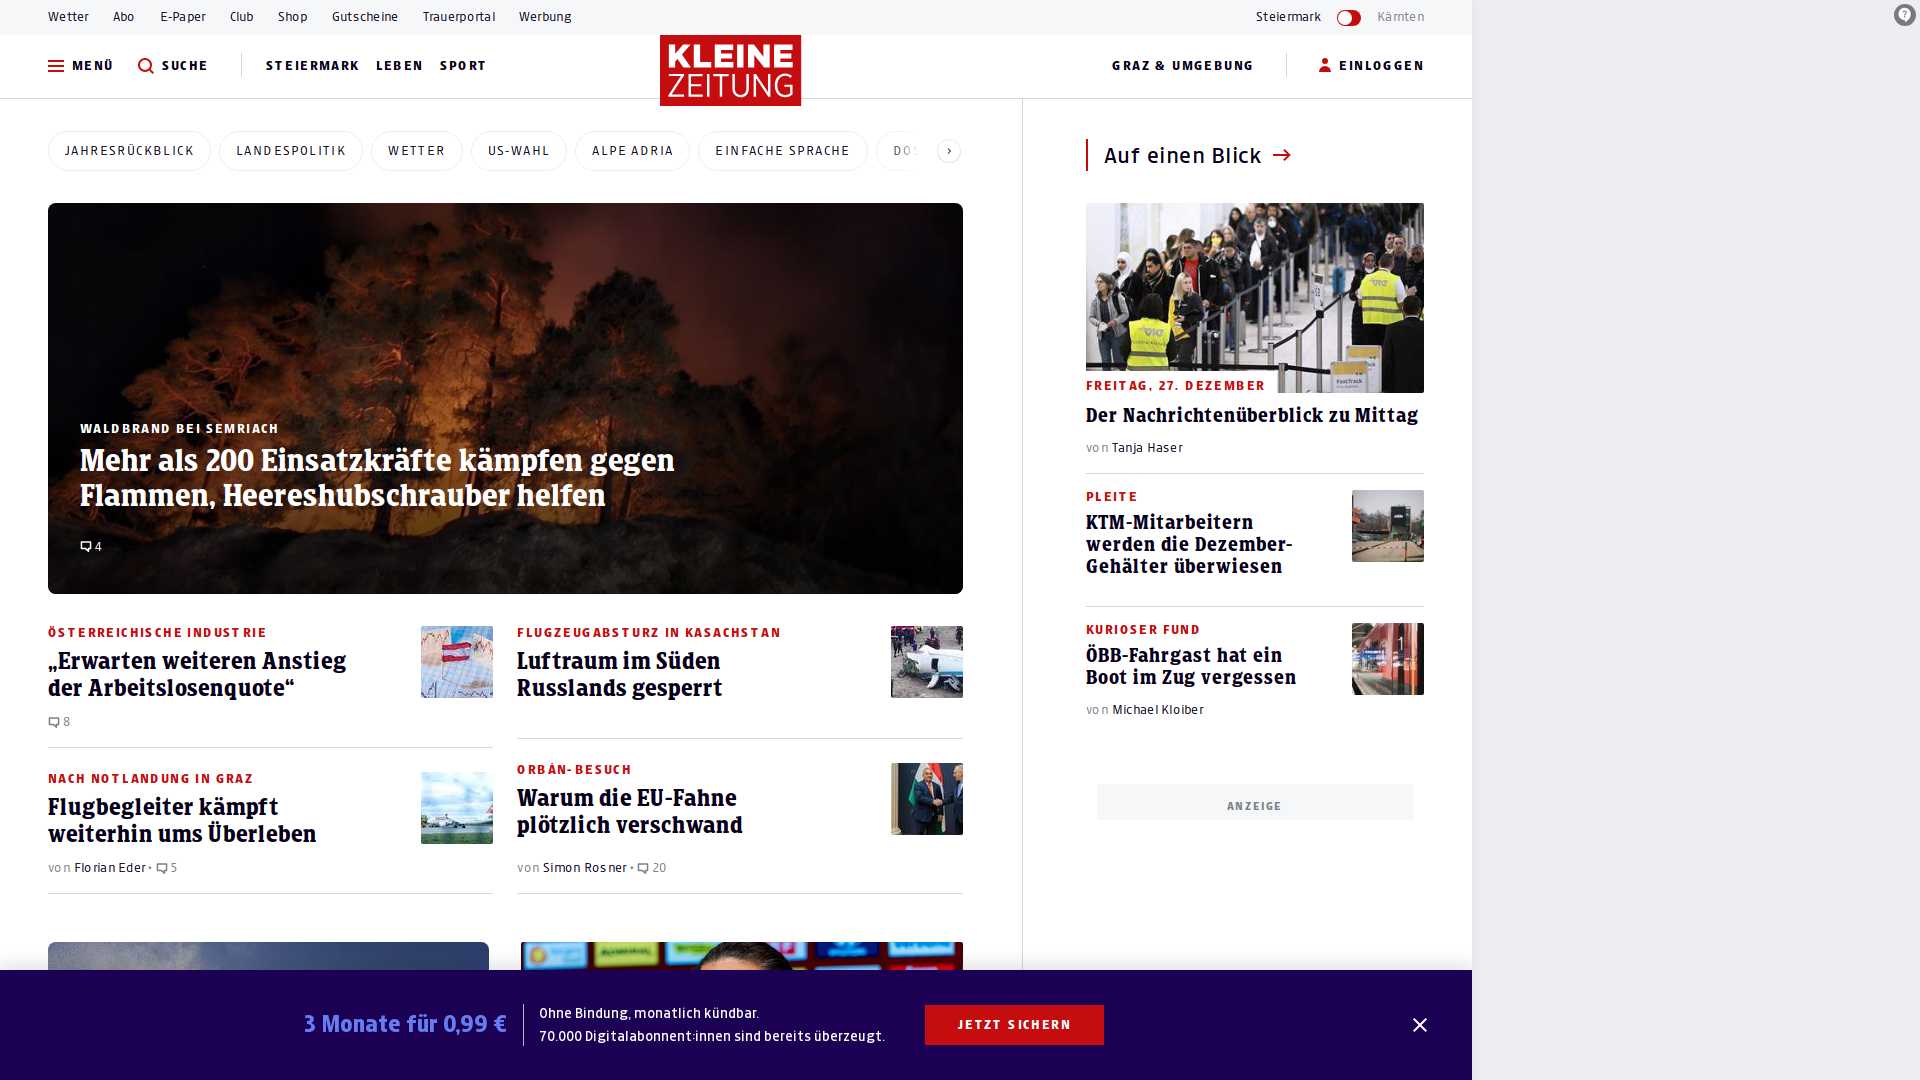 Wetter Abo E-Paper Club Shop Gutscheine Trauerportal Werbung Steiermark Kärnten
MENÜ SUCHE STEIERMARK LEBEN SPORT KLEINE ZEITUNG GRAZ & UMGEBUNG EINLOGGEN
JAHRESRÜCKBLICK LANDESPOLITIK WETTER US-WAHL ALPE ADRIA EINFACHE SPRACHE
WALDBRAND BEI SEMRIACH
Mehr als 200 Einsatzkräfte kämpfen gegen
Flammen, Heereshubschrauber helfen
4
ÖSTERREICHISCHE INDUSTRIE
„Erwarten weiteren Anstieg
der Arbeitslosenquote“
8
NACH NOTLANDUNG IN GRAZ
Flugbegleiter kämpft
weiterhin ums Überleben
von Florian Eder • 5
FLUGZEUGABSTURZ IN KASACHSTAN
Luftraum im Süden
Russlands gesperrt
ORBÁN-BESUCH
Warum die EU-Fahne
plötzlich verschwand
von Simon Rosner • 20
Auf einen Blick
FREITAG, 27. DEZEMBER
Der Nachrichtenüberblick zu Mittag
von Tanja Haser
PLEITE
KTM-Mitarbeitern
werden die Dezember-
Gehälter überwiesen
KURIOSER FUND
ÖBB-Fahrgast hat ein
Boot im Zug vergessen
von Michael Kloiber
ANZEIGE
3 Monate für 0,99 €
Ohne Bindung, monatlich kündbar.
70.000 Digitalabonnent:innen sind bereits überzeugt.
JETZT SICHERN